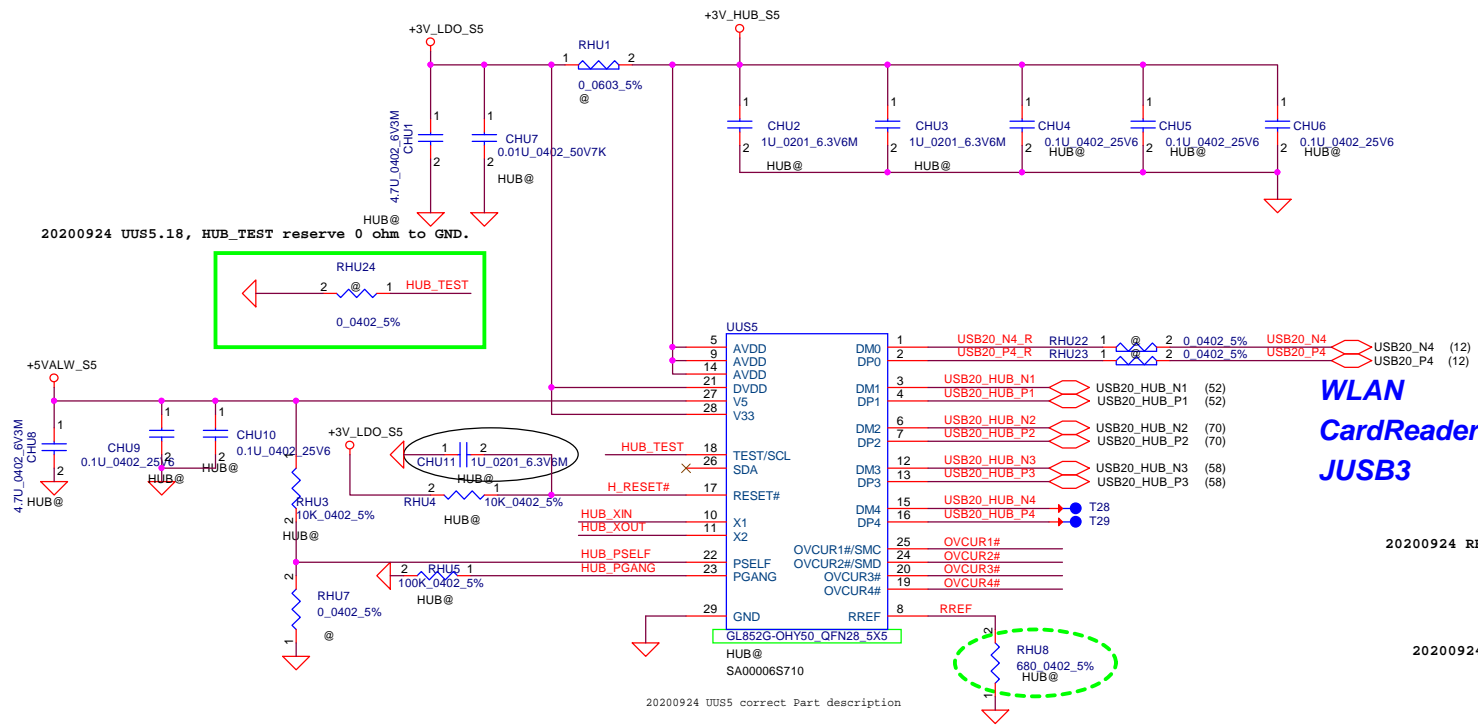 +3V_LDO_S5
+3V_HUB_S5
RHU1
1 2
0_0603_5%
@
1
CHU1
4.7U_0402_6V3M
2
HUB@
1
CHU7
0.01U_0402_50V7K
2
HUB@
1
CHU2
1U_0201_6.3V6M
2
HUB@
1
CHU3
1U_0201_6.3V6M
2
HUB@
1
CHU4
0.1U_0402_25V6
2
HUB@
1
CHU5
0.1U_0402_25V6
2
HUB@
1
CHU6
0.1U_0402_25V6
2
HUB@
20200924 UUS5.18, HUB_TEST reserve 0 ohm to GND.
RHU24
2 @ 1 HUB_TEST
0_0402_5%
+5VALW_S5
1
CHU8
4.7U_0402_6V3M
2
HUB@
1
CHU9
0.1U_0402_25V6
2
HUB@
1
CHU10
0.1U_0402_25V6
2
HUB@
1
RHU3
10K_0402_5%
2
HUB@
2
RHU7
0_0402_5%
1
@
+3V_LDO_S5
1 2
CHU11 1U_0201_6.3V6M
HUB@
2 1
RHU4 10K_0402_5%
HUB@
2 1
RHU5
100K_0402_5%
HUB@
UUS5
5 AVDD
9 AVDD
14 AVDD
21 DVDD
27 V5
28 V33
HUB_TEST 18 TEST/SCL
26 SDA
H_RESET# 17 RESET#
HUB_XIN 10 X1
HUB_XOUT 11 X2
HUB_PSELF 22 PSELF
HUB_PGANG 23 PGANG
29 GND
DM0 1 USB20_N4_R RHU22 1 @ 2 0_0402_5% USB20_N4 USB20_N4 (12)
DP0 2 USB20_P4_R RHU23 1 @ 2 0_0402_5% USB20_P4 USB20_P4 (12)
DM1 3 USB20_HUB_N1 USB20_HUB_N1 (52)
DP1 4 USB20_HUB_P1 USB20_HUB_P1 (52)
DM2 6 USB20_HUB_N2 USB20_HUB_N2 (70)
DP2 7 USB20_HUB_P2 USB20_HUB_P2 (70)
DM3 12 USB20_HUB_N3 USB20_HUB_N3 (58)
DP3 13 USB20_HUB_P3 USB20_HUB_P3 (58)
DM4 15 USB20_HUB_N4 T28
DP4 16 USB20_HUB_P4 T29
OVCUR1#/SMC 25 OVCUR1#
OVCUR2#/SMD 24 OVCUR2#
OVCUR3# 20 OVCUR3#
OVCUR4# 19 OVCUR4#
RREF 8 RREF
WLAN
CardReader
JUSB3
GL852G-OHY50_QFN28_5X5
HUB@
SA00006S710
2
RHU8
680_0402_5%
HUB@
1
20200924 UUS5 correct Part description
20200924
20200924